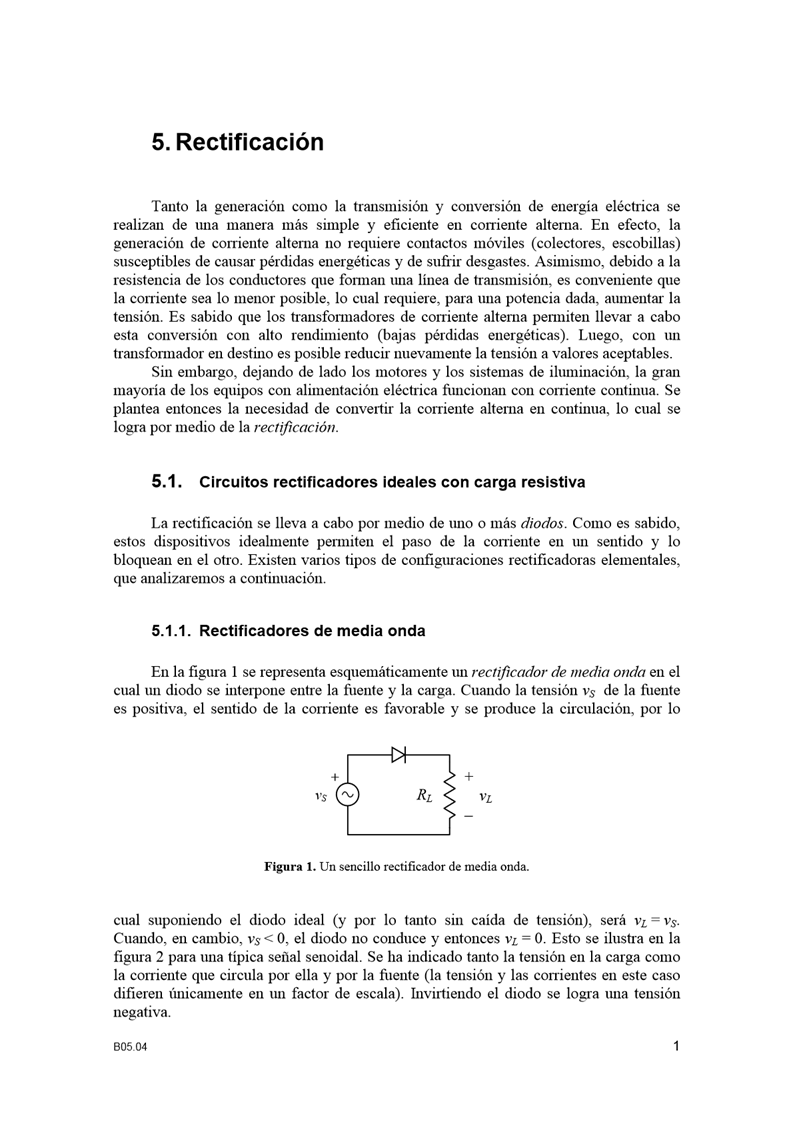 5. Rectificación
Tanto la generación como la transmisión y conversión de energía eléctrica se
realizan de una manera más simple y eficiente en corriente alterna. En efecto, la
generación de corriente alterna no requiere contactos móviles (colectores, escobillas)
susceptibles de causar pérdidas energéticas y de sufrir desgastes. Asimismo, debido a la
resistencia de los conductores que forman una línea de transmisión, es conveniente que
la corriente sea lo menor posible, lo cual requiere, para una potencia dada, aumentar la
tensión. Es sabido que los transformadores de corriente alterna permiten llevar a cabo
esta conversión con alto rendimiento (bajas pérdidas energéticas). Luego, con un
transformador en destino es posible reducir nuevamente la tensión a valores aceptables.
Sin embargo, dejando de lado los motores y los sistemas de iluminación, la gran
mayoría de los equipos con alimentación eléctrica funcionan con corriente continua. Se
plantea entonces la necesidad de convertir la corriente alterna en continua, lo cual se
logra por medio de la rectificación.
5.1. Circuitos rectificadores ideales con carga resistiva
La rectificación se lleva a cabo por medio de uno o más diodos. Como es sabido,
estos dispositivos idealmente permiten el paso de la corriente en un sentido y lo
bloquean en el otro. Existen varios tipos de configuraciones rectificadoras elementales,
que analizaremos a continuación.
5.1.1. Rectificadores de media onda
En la figura 1 se representa esquemáticamente un rectificador de media onda en el
cual un diodo se interpone entre la fuente y la carga. Cuando la tensión vS de la fuente
es positiva, el sentido de la corriente es favorable y se produce la circulación, por lo
+ +
vS RL vL
–
Figura 1. Un sencillo rectificador de media onda.
cual suponiendo el diodo ideal (y por lo tanto sin caída de tensión), será vL = vS.
Cuando, en cambio, vS < 0, el diodo no conduce y entonces vL = 0. Esto se ilustra en la
figura 2 para una típica señal senoidal. Se ha indicado tanto la tensión en la carga como
la corriente que circula por ella y por la fuente (la tensión y las corrientes en este caso
difieren únicamente en un factor de escala). Invirtiendo el diodo se logra una tensión
negativa.
B05.04 1